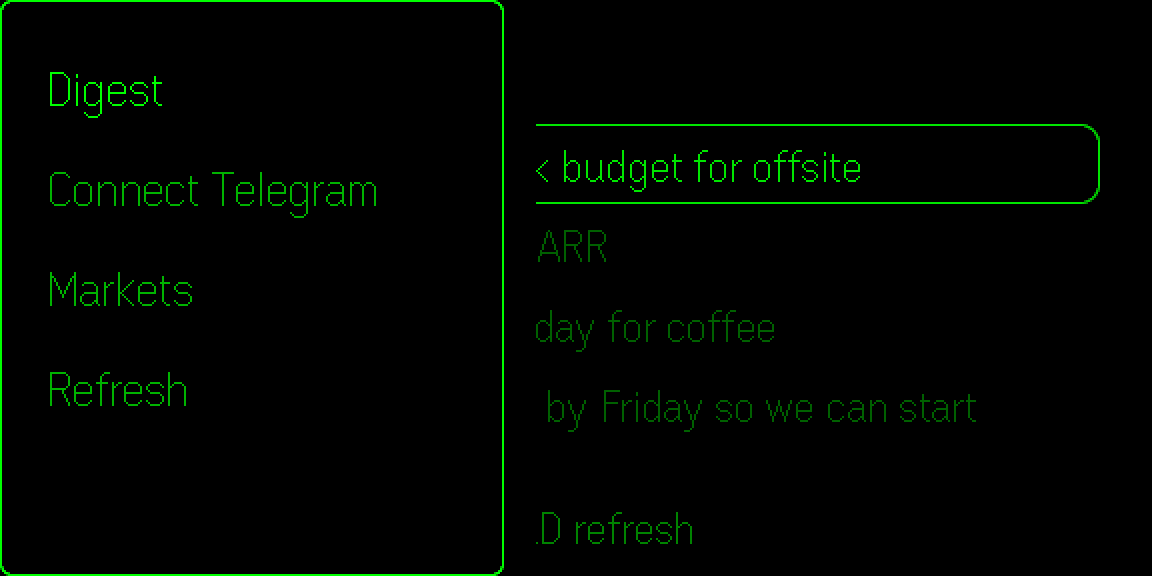 Digest
Connect Telegram
Markets
Refresh
< budget for offsite
ARR
day for coffee
by Friday so we can start
.D refresh